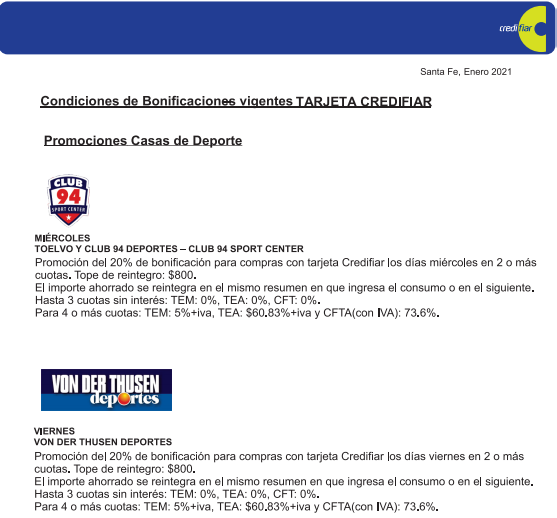 credifiar
Santa Fe, Enero 2021
Condiciones de Bonificaciones vigentes TARJETA CREDIFIAR
Promociones Casas de Deporte
CLUB
94
SPORT CENTER
MIÉRCOLES
TOELVO Y CLUB 94 DEPORTES – CLUB 94 SPORT CENTER
Promoción del 20% de bonificación para compras con tarjeta Credifiar los días miércoles en 2 o más
cuotas. Tope de reintegro: $800.
El importe ahorrado se reintegra en el mismo resumen en que ingresa el consumo o en el siguiente.
Hasta 3 cuotas sin interés: TEM: 0%, TEA: 0%, CFT: 0%.
Para 4 o más cuotas: TEM: 5%+iva, TEA: $60.83%+iva y CFTA(con IVA): 73.6%.
VON DER THUSEN
deportes
VIERNES
VON DER THUSEN DEPORTES
Promoción del 20% de bonificación para compras con tarjeta Credifiar los días viernes en 2 o más
cuotas. Tope de reintegro: $800.
El importe ahorrado se reintegra en el mismo resumen en que ingresa el consumo o en el siguiente.
Hasta 3 cuotas sin interés: TEM: 0%, TEA: 0%, CFT: 0%.
Para 4 o más cuotas: TEM: 5%+iva, TEA: $60.83%+iva y CFTA(con IVA): 73.6%.